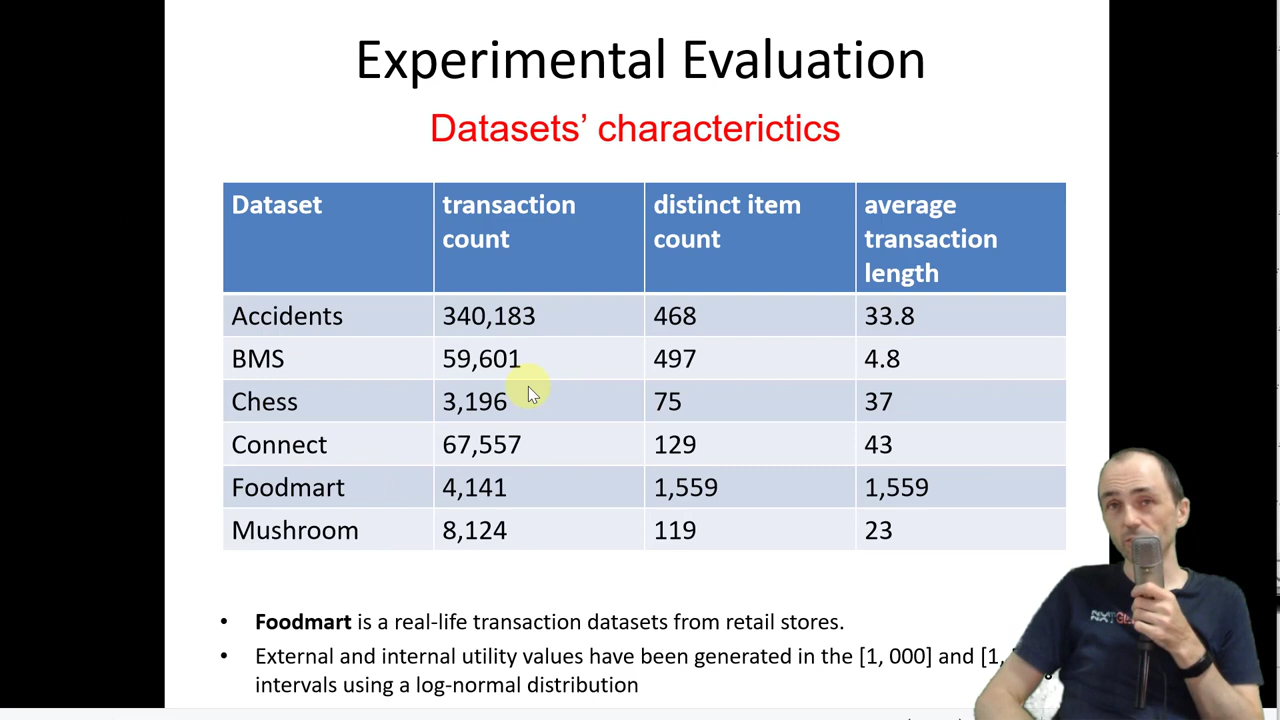 Experimental Evaluation
Datasets’ characterictics
Dataset transaction count distinct item count average transaction length
Accidents 340,183 468 33.8
BMS 59,601 497 4.8
Chess 3,196 75 37
Connect 67,557 129 43
Foodmart 4,141 1,559 1,559
Mushroom 8,124 119 23
• Foodmart is a real-life transaction datasets from retail stores.
• External and internal utility values have been generated in the [1, 000] and [1,
intervals using a log-normal distribution